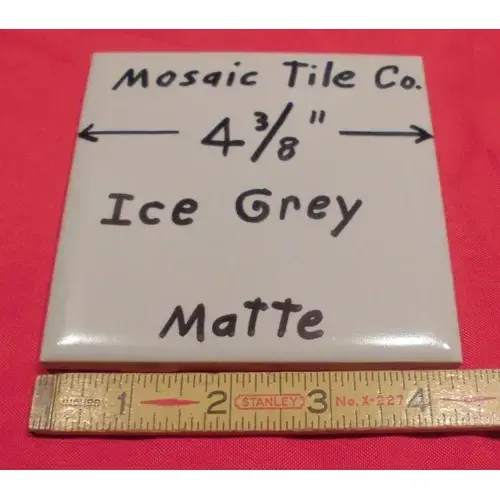 Mosaic Tile Co.
4 3/8"
Ice Grey
Matte
1 2 STANLEY 3 No. X-227 4